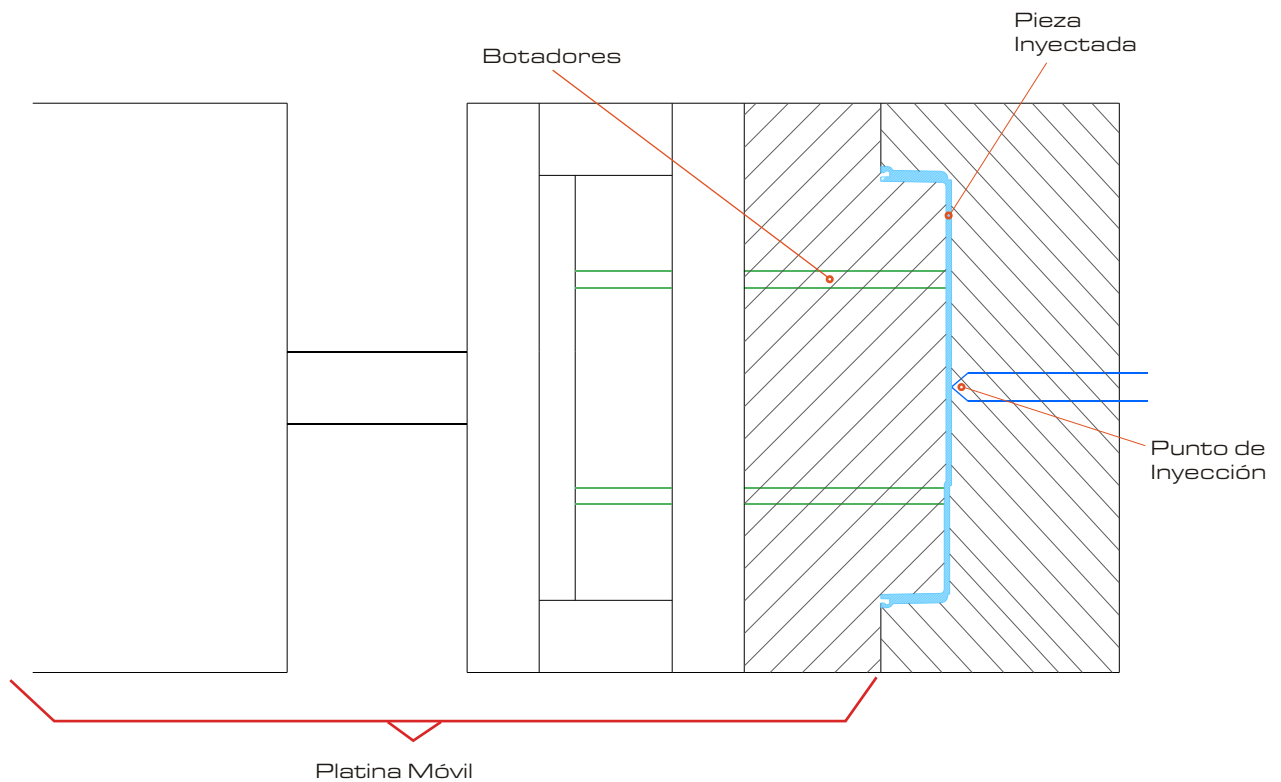 Pieza
Inyectada
Botadores
Punto de
Inyección
Platina Móvil